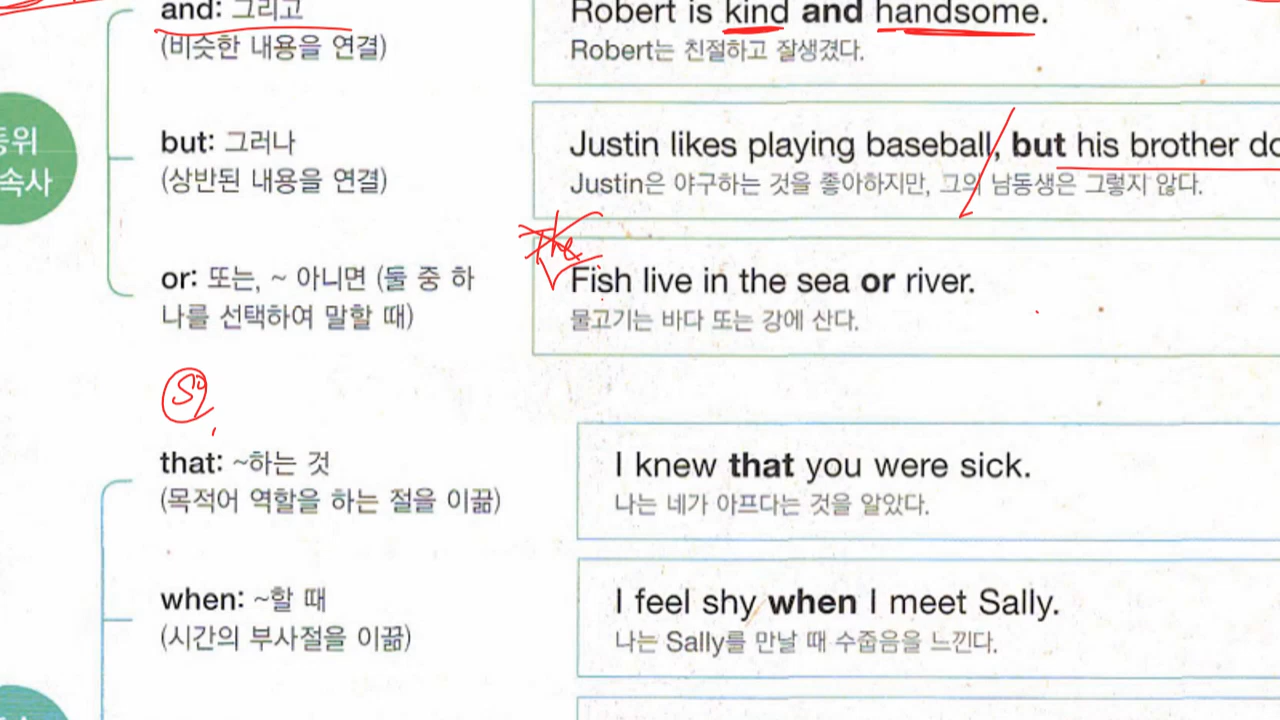 and: 그리고
(비슷한 내용을 연결)
Robert is kind and handsome.
Robert는 친절하고 잘생겼다.
등위
접속사
but: 그러나
(상반된 내용을 연결)
Justin likes playing baseball, but his brother do
Justin은 야구하는 것을 좋아하지만, 그의 남동생은 그렇지 않다.
or: 또는, ~ 아니면 (둘 중 하
나를 선택하여 말할 때)
The
Fish live in the sea or river.
물고기는 바다 또는 강에 산다.
so
that: ~하는 것
(목적어 역할을 하는 절을 이끎)
I knew that you were sick.
나는 네가 아프다는 것을 알았다.
when: ~할 때
(시간의 부사절을 이끎)
I feel shy when I meet Sally.
나는 Sally를 만날 때 수줍음을 느낀다.